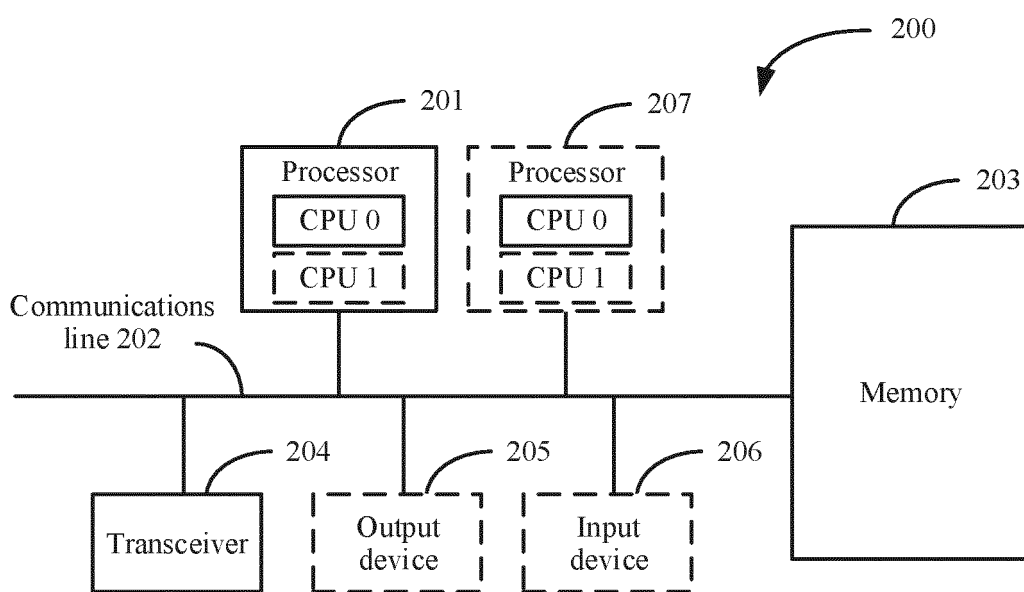 200
201
207
203
Processor
CPU 0
CPU 1
Processor
CPU 0
CPU 1
Communications
line 202
Memory
204
205
206
Transceiver
Output
device
Input
device